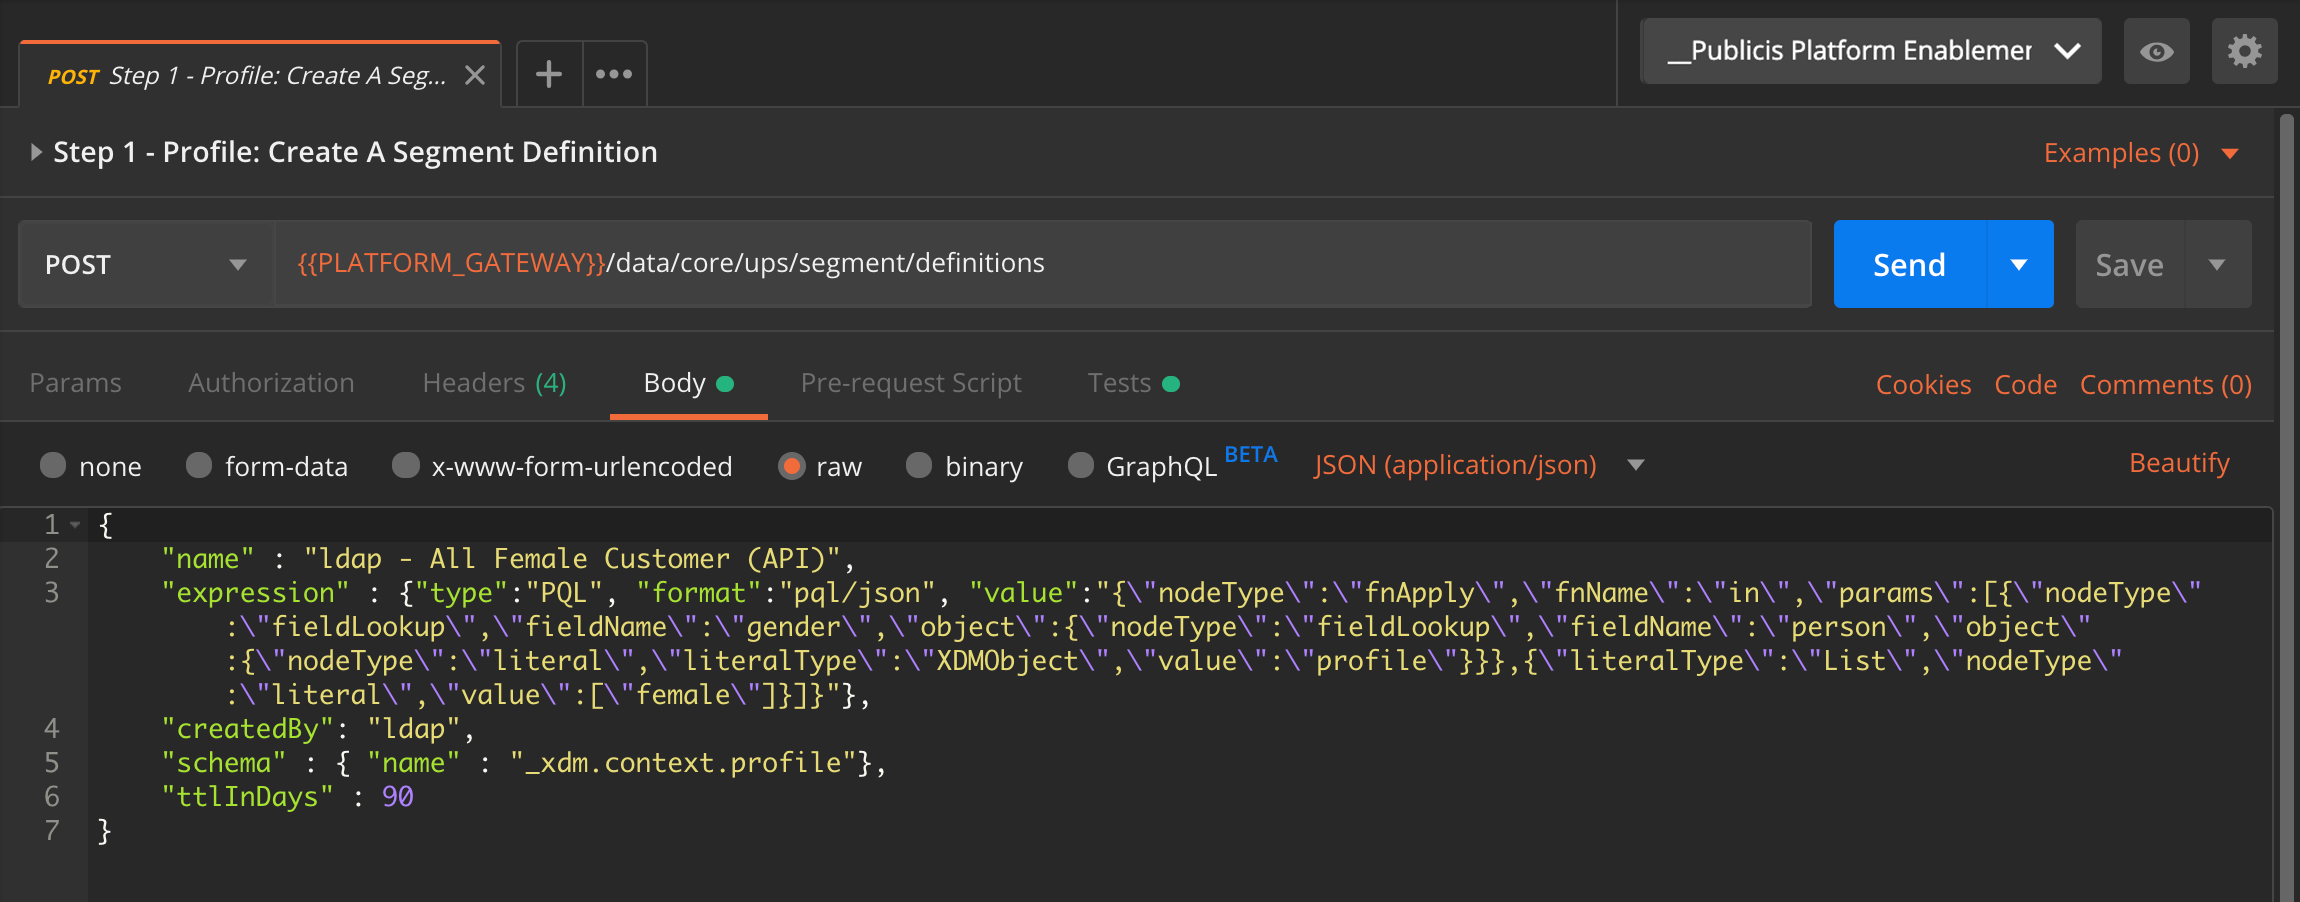 POST Step 1 - Profile: Create A Seg...
__Publicis Platform Enablemer
Step 1 - Profile: Create A Segment Definition
Examples (0)
POST
{{PLATFORM_GATEWAY}}/data/core/ups/segment/definitions
Send
Save
Params Authorization Headers (4) Body Pre-request Script Tests Cookies Code Comments (0)
none form-data x-www-form-urlencoded raw binary GraphQL BETA JSON (application/json) Beautify
1 {
2 "name" : "ldap - All Female Customer (API)",
3 "expression" : {"type":"PQL", "format":"pql/json", "value":"{\"nodeType\":\"fnApply\",\"fnName\":\"in\",\"params\":[{\"nodeType\"
:\"fieldLookup\",\"fieldName\":\"gender\",\"object\":{\"nodeType\":\"fieldLookup\",\"fieldName\":\"person\",\"object\"
:{\"nodeType\":\"literal\",\"literalType\":\"XDMObject\",\"value\":\"profile\"}}},{\"literalType\":\"List\",\"nodeType\"
:\"literal\",\"value\":[\"female\"]}]}"},
4 "createdBy": "ldap",
5 "schema" : { "name" : "_xdm.context.profile"},
6 "ttlInDays" : 90
7 }